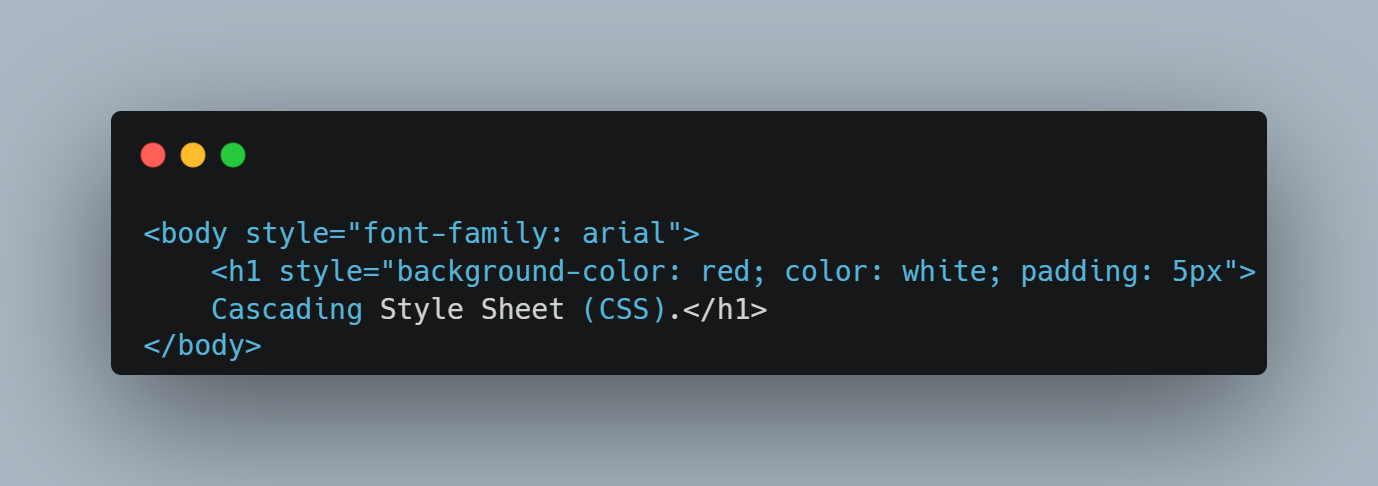 <body style="font-family: arial">
    <h1 style="background-color: red; color: white; padding: 5px">
    Cascading Style Sheet (CSS).</h1>
</body>